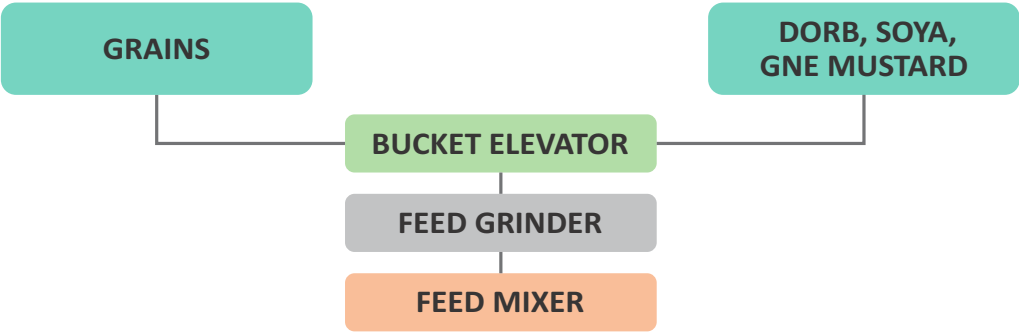 GRAINS
DORB, SOYA,
GNE MUSTARD
BUCKET ELEVATOR
FEED GRINDER
FEED MIXER